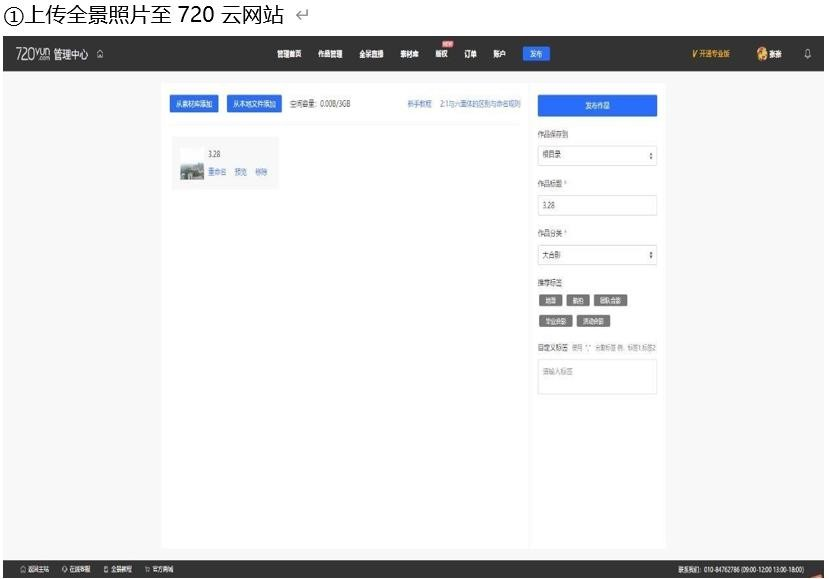 ①上传全景照片至 720 云网站 ↵
720yun.com 管理中心
管理首页 作品管理 全景直播 素材库 版权 NEW 订单 账户 发布 V 开通专业版
从素材库添加 从本地文件添加 空间容量: 0.00B/3GB 新手教程 2:1与六面体的区别与命名规则
发布作品
作品保存到
根目录
3.28
重命名 预览 移除
作品标题 *
3.28
作品分类 *
大合影
推荐标签
地面 航拍 团队合影
毕业合影 活动合影
自定义标签 使用 "," 分割标签 例: 标签1,标签2
请输入标签
返回主站 在线客服 全景教程 官方商城 联系我们: 010-84762786 (09:00-12:00 13:00-18:00)